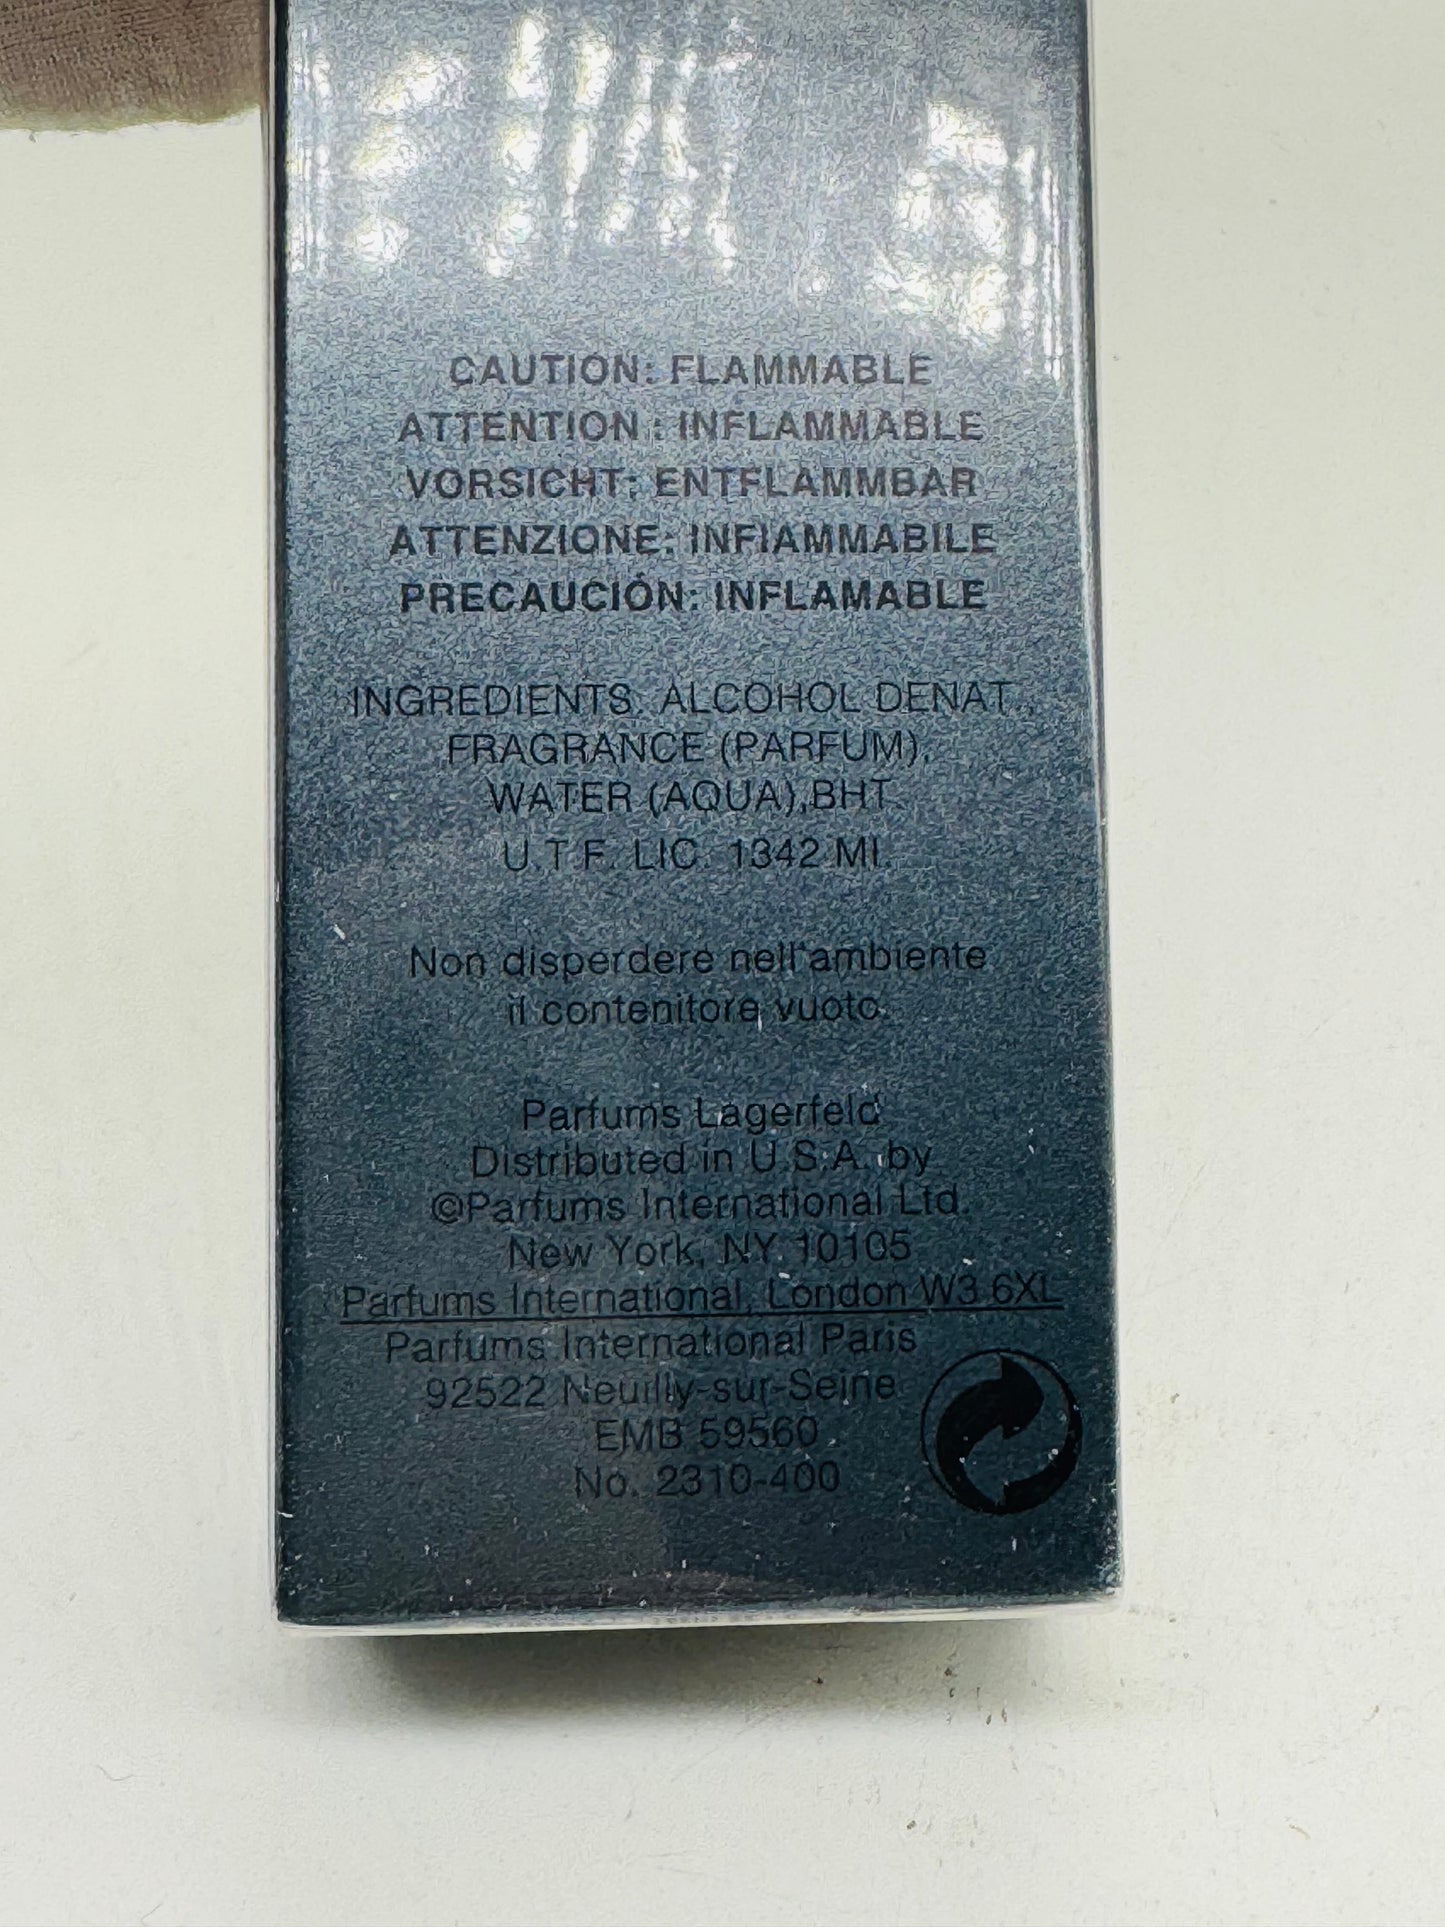 CAUTION: FLAMMABLE
ATTENTION : INFLAMMABLE
VORSICHT: ENTFLAMMBAR
ATTENZIONE: INFIAMMABILE
PRECAUCIÓN: INFLAMABLE
INGREDIENTS: ALCOHOL DENAT.,
FRAGRANCE (PARFUM),
WATER (AQUA),BHT.
U.T.F. LIC. 1342 MI.
Non disperdere nell'ambiente
il contenitore vuoto.
Parfums Lagerfeld
Distributed in U.S.A. by
©Parfums International Ltd.
New York, NY 10105
Parfums International, London W3 6XL
Parfums International Paris
92522 Neuilly-sur-Seine
EMB 59560
No. 2310-400